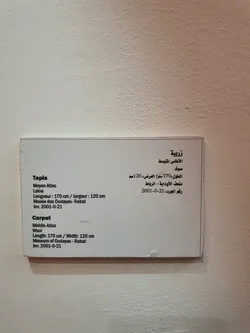 زربية
الأطلس المتوسط
صوف
الطول:170 سم/ العرض: 120سم
متحف الأوداية - الرباط
رقم الجرد: 21-0-2001
Tapis
Moyen Atlas
Laine
Longueur : 170 cm / largeur : 120 cm
Musée des Oudayas- Rabat
Inv. 2001-0-21
Carpet
Middle Atlas
Wool
Length: 170 cm / Width: 120 cm
Museum of Oudayas- Rabat
Inv. 2001-0-21